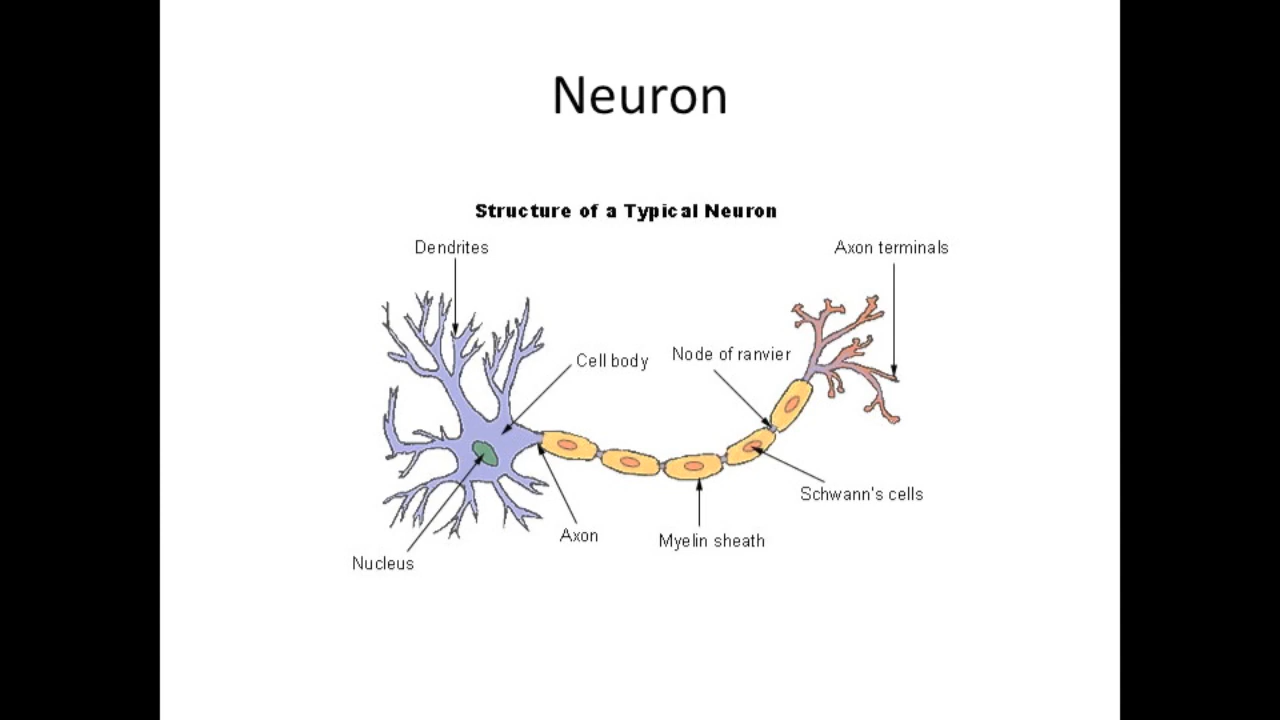 Neuron
Structure of a Typical Neuron
Dendrites
Axon terminals
Cell body
Node of ranvier
Schwann's cells
Axon
Myelin sheath
Nucleus